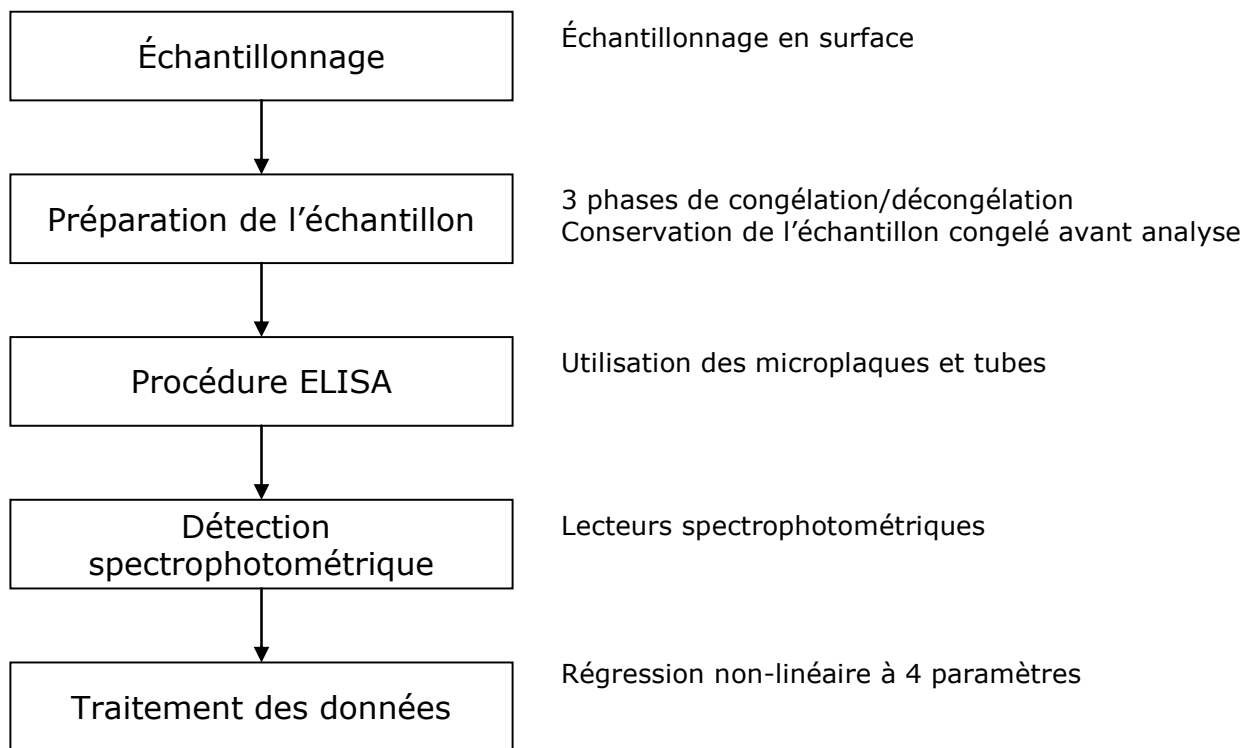 Échantillonnage
Échantillonnage en surface
Préparation de l’échantillon
3 phases de congélation/décongélation
Conservation de l’échantillon congelé avant analyse
Procédure ELISA
Utilisation des microplaques et tubes
Détection
spectrophotométrique
Lecteurs spectrophotométriques
Traitement des données
Régression non-linéaire à 4 paramètres